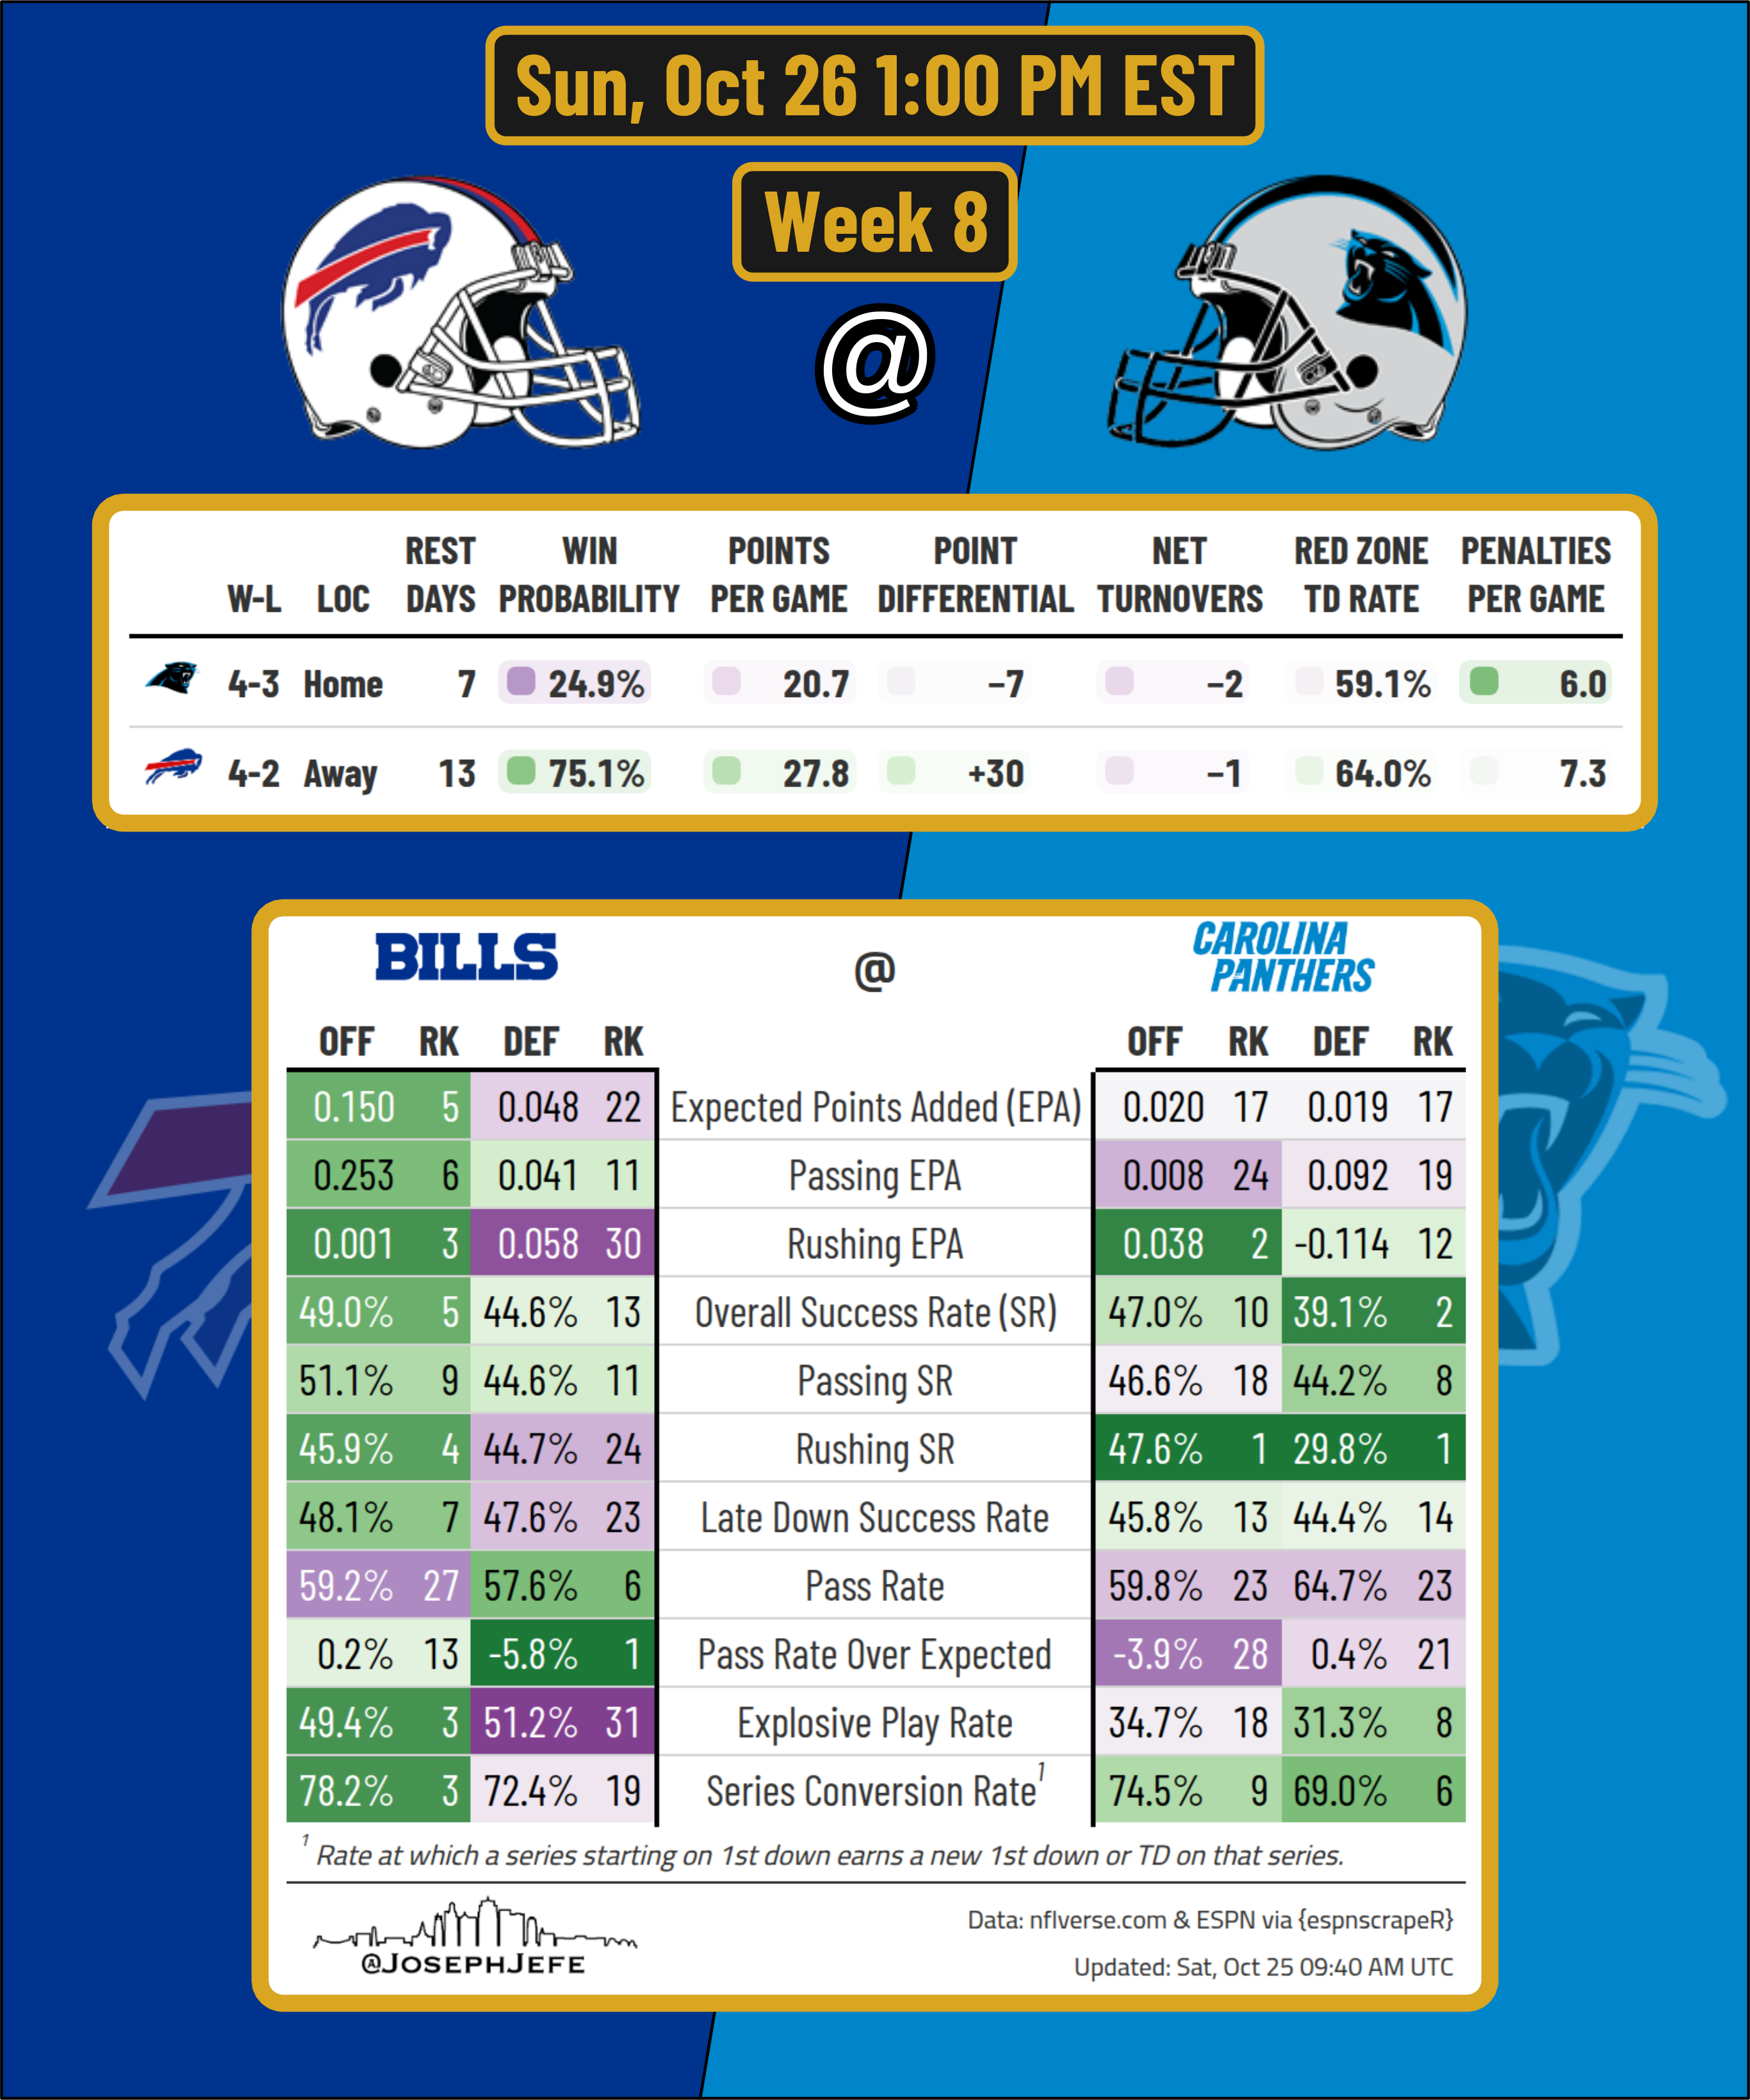 Sun, Oct 26 1:00 PM EST
Week 8
@
W-L LOC REST DAYS WIN PROBABILITY POINTS PER GAME POINT DIFFERENTIAL NET TURNOVERS RED ZONE TD RATE PENALTIES PER GAME
4-3 Home 7 24.9% 20.7 −7 −2 59.1% 6.0
4-2 Away 13 75.1% 27.8 +30 −1 64.0% 7.3
BILLS @ CAROLINA PANTHERS
OFF RK DEF RK OFF RK DEF RK
0.150 5 0.048 22 Expected Points Added (EPA) 0.020 17 0.019 17
0.253 6 0.041 11 Passing EPA 0.008 24 0.092 19
0.001 3 0.058 30 Rushing EPA 0.038 2 -0.114 12
49.0% 5 44.6% 13 Overall Success Rate (SR) 47.0% 10 39.1% 2
51.1% 9 44.6% 11 Passing SR 46.6% 18 44.2% 8
45.9% 4 44.7% 24 Rushing SR 47.6% 1 29.8% 1
48.1% 7 47.6% 23 Late Down Success Rate 45.8% 13 44.4% 14
59.2% 27 57.6% 6 Pass Rate 59.8% 23 64.7% 23
0.2% 13 -5.8% 1 Pass Rate Over Expected -3.9% 28 0.4% 21
49.4% 3 51.2% 31 Explosive Play Rate 34.7% 18 31.3% 8
78.2% 3 72.4% 19 Series Conversion Rate1 74.5% 9 69.0% 6
1 Rate at which a series starting on 1st down earns a new 1st down or TD on that series.
@JOSEPHJEFE
Data: nflverse.com & ESPN via {espnscrapeR}
Updated: Sat, Oct 25 09:40 AM UTC